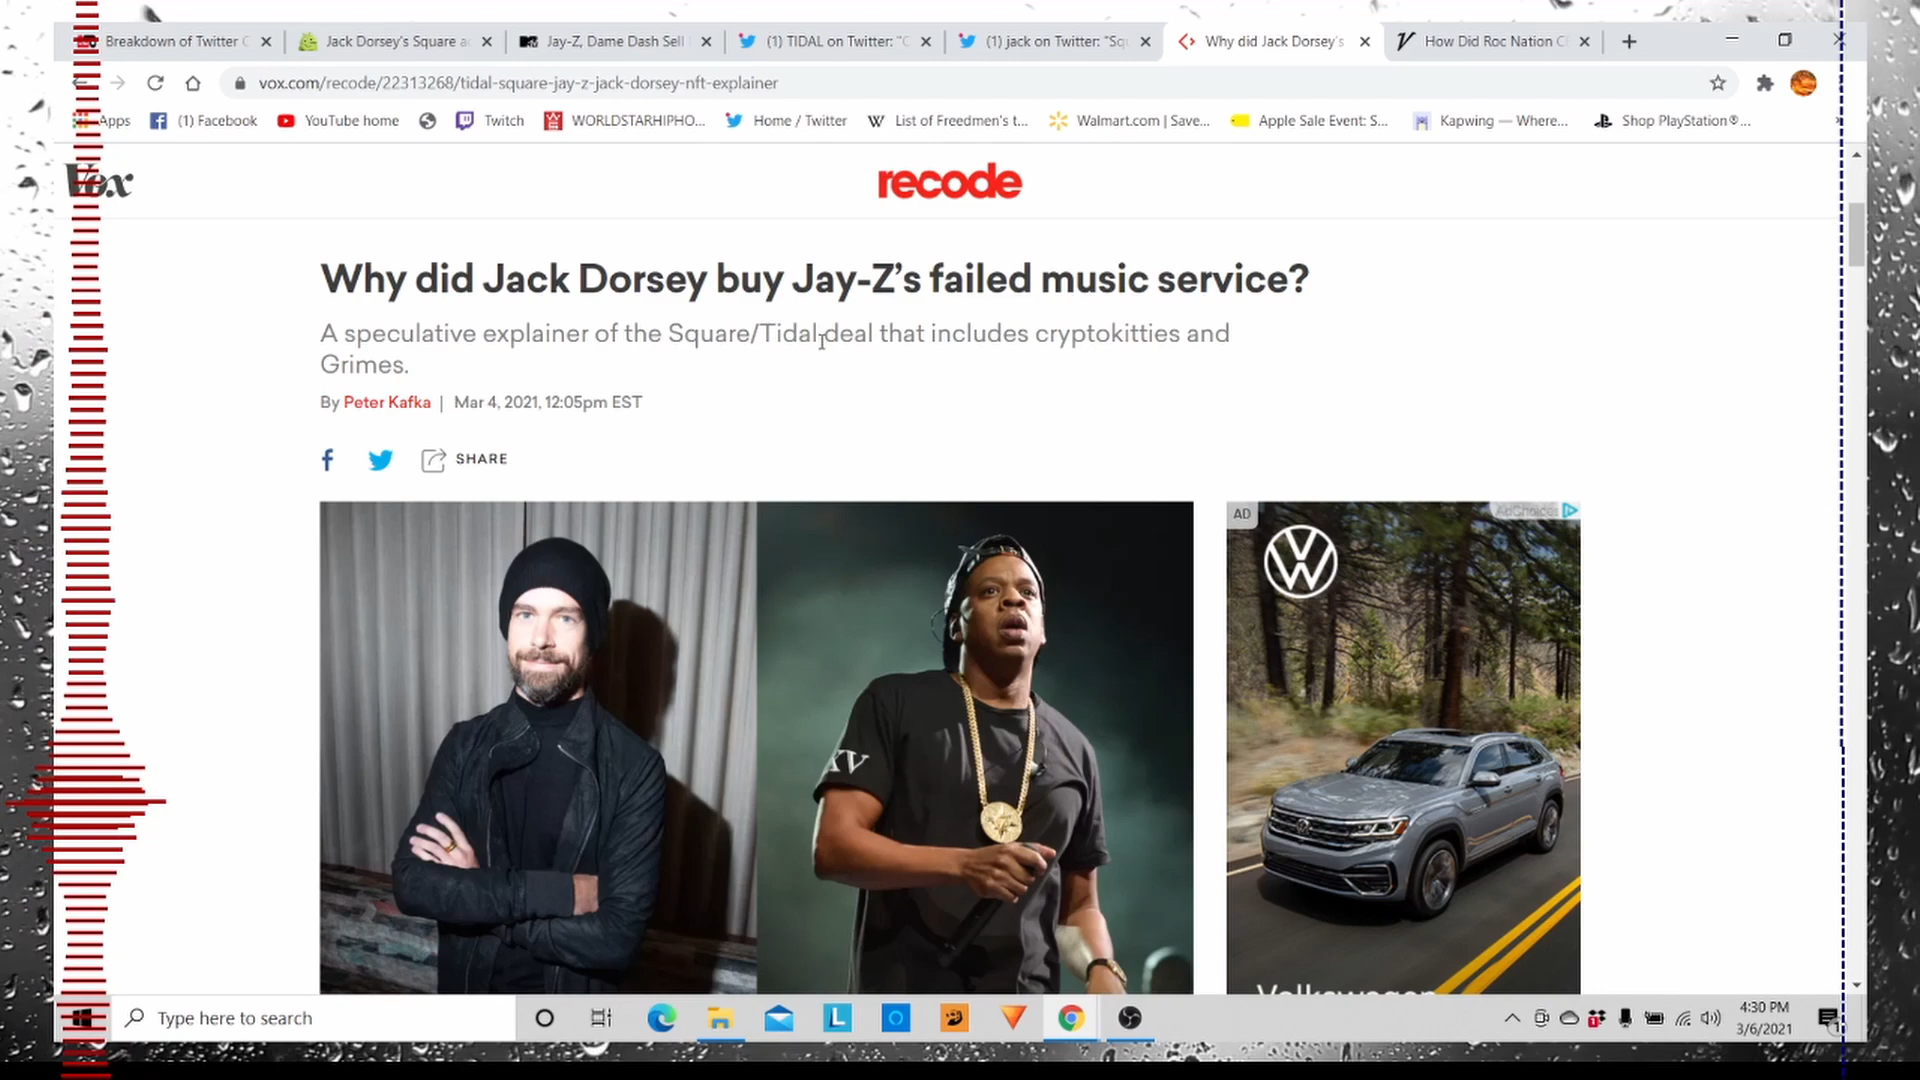 Breakdown of Twitter C
Jack Dorsey's Square a
Jay-Z, Dame Dash Sell
(1) TIDAL on Twitter: "C
(1) jack on Twitter: "Squ
Why did Jack Dorsey's
How Did Roc Nation C
vox.com/recode/22313268/tidal-square-jay-z-jack-dorsey-nft-explainer
Apps
(1) Facebook
YouTube home
Twitch
WORLDSTARHIPHO...
Home / Twitter
List of Freedmen's t...
Walmart.com | Save...
Apple Sale Event: S...
Kapwing — Where...
Shop PlayStation®...
Vox
recode
Why did Jack Dorsey buy Jay-Z's failed music service?
A speculative explainer of the Square/Tidal deal that includes cryptokitties and
Grimes.
By Peter Kafka | Mar 4, 2021, 12:05pm EST
SHARE
AD
AdChoices
XV
Volkswagen
Type here to search
4:30 PM
3/6/2021